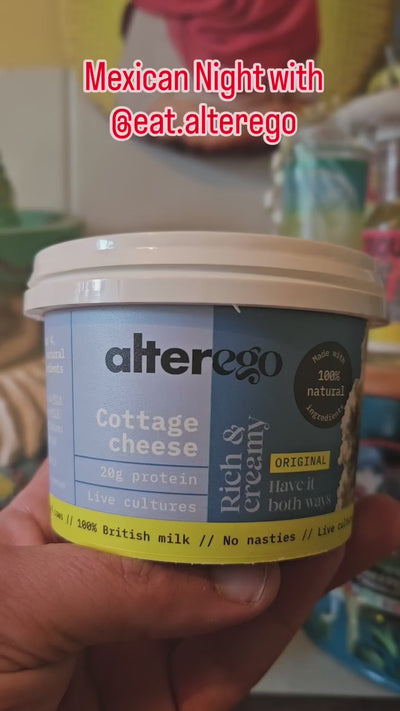 Mexican Night with
@eat.alterego
alterego
Made with
100%
natural
ingredients
Cottage
cheese
20g protein
Live cultures
Rich &
creamy
ORIGINAL
Have it
both ways
// 100% British milk // No nasties // Live